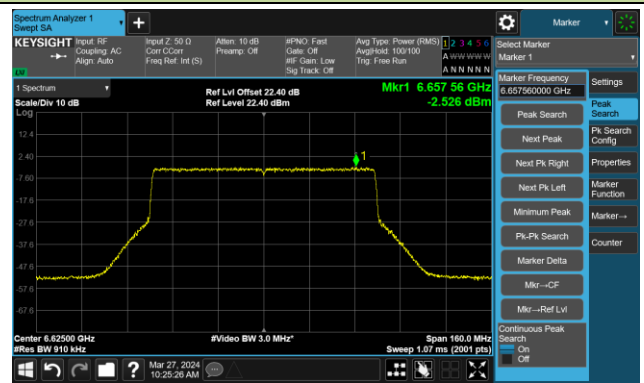 Spectrum Analyzer 1
Swept SA
Marker
KEYSIGHT
LV
Input: RF
Coupling: AC
Align: Auto
Input Z: 50 Ω
Corr CCorr
Freq Ref: Int (S)
Atten: 10 dB
Preamp: Off
#PNO: Fast
Gate: Off
#IF Gain: Low
Sig Track: Off
Avg Type: Power (RMS)
Avg|Hold: 100/100
Trig: Free Run
1 2 3 4 5 6
A W W W W W
A N N N N N
Select Marker
Marker 1
1 Spectrum
Scale/Div 10 dB
Log
Ref Lvl Offset 22.40 dB
Ref Level 22.40 dBm
Mkr1 6.657 56 GHz
-2.526 dBm
1
12.4
2.40
-7.60
-17.6
-27.6
-37.6
-47.6
-57.6
-67.6
Center 6.62500 GHz
#Res BW 910 kHz
#Video BW 3.0 MHz*
Span 160.0 MHz
Sweep 1.07 ms (2001 pts)
Marker Frequency
6.657560000 GHz
Peak Search
Next Peak
Next Pk Right
Next Pk Left
Minimum Peak
Pk-Pk Search
Marker Delta
Mkr→CF
Mkr→Ref Lvl
Continuous Peak
Search
On
Off
Settings
Peak
Search
Pk Search
Config
Properties
Marker
Function
Marker→
Counter
Mar 27, 2024
10:25:26 AM